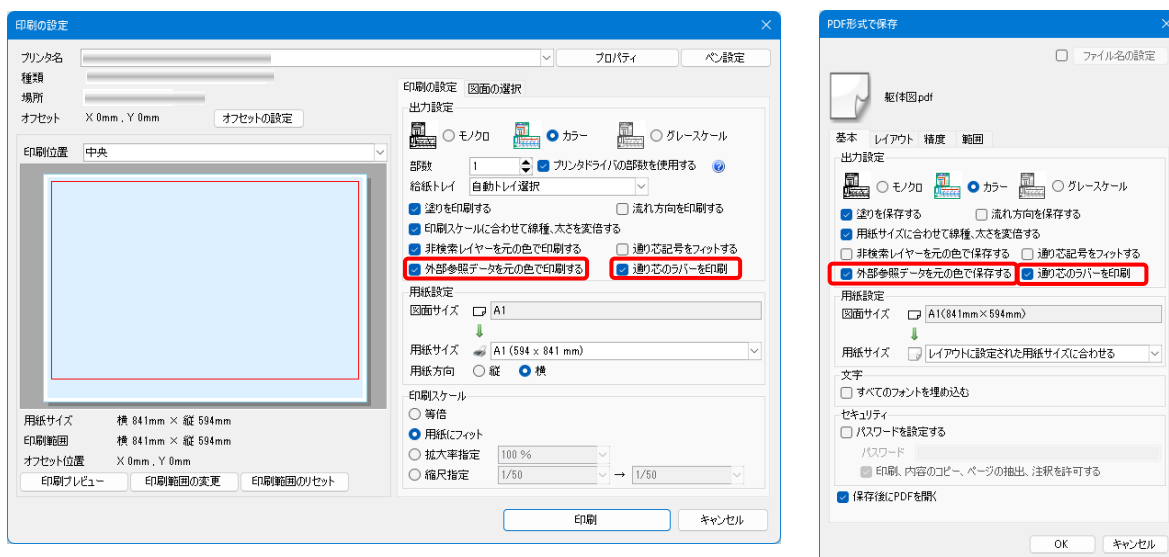 印刷の設定
プリンタ名
プロパティ
ペン設定
種類
場所
オフセット X 0mm , Y 0mm オフセットの設定
印刷位置 中央
用紙サイズ 横 841mm × 縦 594mm
印刷範囲 横 841mm × 縦 594mm
オフセット位置 X 0mm , Y 0mm
印刷プレビュー 印刷範囲の変更 印刷範囲のリセット
印刷の設定 図面の選択
出力設定
モノクロ カラー グレースケール
部数 1 プリンタドライバの部数を使用する
給紙トレイ 自動トレイ選択
塗りを印刷する 流れ方向を印刷する
印刷スケールに合わせて線種、太さを変倍する
非検索レイヤーを元の色で印刷する 通り芯記号をフィットする
外部参照データを元の色で印刷する 通り芯のラバーを印刷
用紙設定
図面サイズ A1
用紙サイズ A1 (594 x 841 mm)
用紙方向 縦 横
印刷スケール
等倍
用紙にフィット
拡大率指定 100 %
縮尺指定 1/50 → 1/50
印刷 キャンセル
PDF形式で保存
ファイル名の設定
躯体図.pdf
基本 レイアウト 精度 範囲
出力設定
モノクロ カラー グレースケール
塗りを保存する 流れ方向を保存する
用紙サイズに合わせて線種、太さを変倍する
非検索レイヤーを元の色で保存する 通り芯記号をフィットする
外部参照データを元の色で保存する 通り芯のラバーを印刷
用紙設定
図面サイズ A1(841mm×594mm)
用紙サイズ レイアウトに設定された用紙サイズに合わせる
文字
すべてのフォントを埋め込む
セキュリティ
パスワードを設定する
パスワード
印刷、内容のコピー、ページの抽出、注釈を許可する
保存後にPDFを開く
OK キャンセル